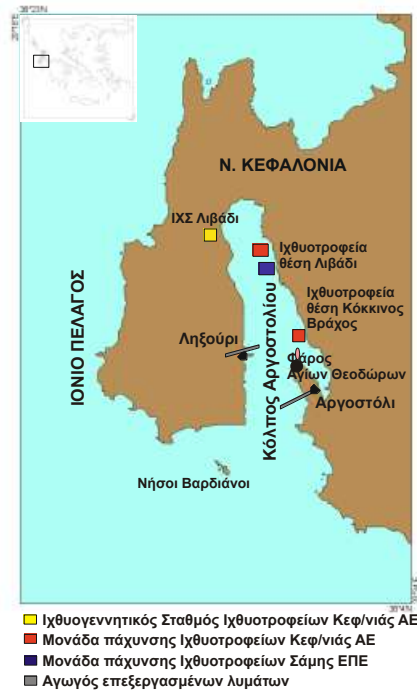 38°23'N
Ν. ΚΕΦΑΛΟΝΙΑ
ΙΧΣ Λιβάδι
Ιχθυοτροφεία
θέση Λιβάδι
Ιχθυοτροφεία
θέση Κόκκινος
Βράχος
ΙΟΝΙΟ ΠΕΛΑΓΟΣ
Κόλπος Αργοστολίου
Ληξούρι
Φάρος
Αγίων Θεοδώρων
Αργοστόλι
Νήσοι Βαρδιάνοι
Ιχθυογεννητικός Σταθμός Ιχθυοτροφείων Κεφ/νιάς ΑΕ
Μονάδα πάχυνσης Ιχθυοτροφείων Κεφ/νιάς ΑΕ
Μονάδα πάχυνσης Ιχθυοτροφείων Σάμης ΕΠΕ
Αγωγός επεξεργασμένων λυμάτων